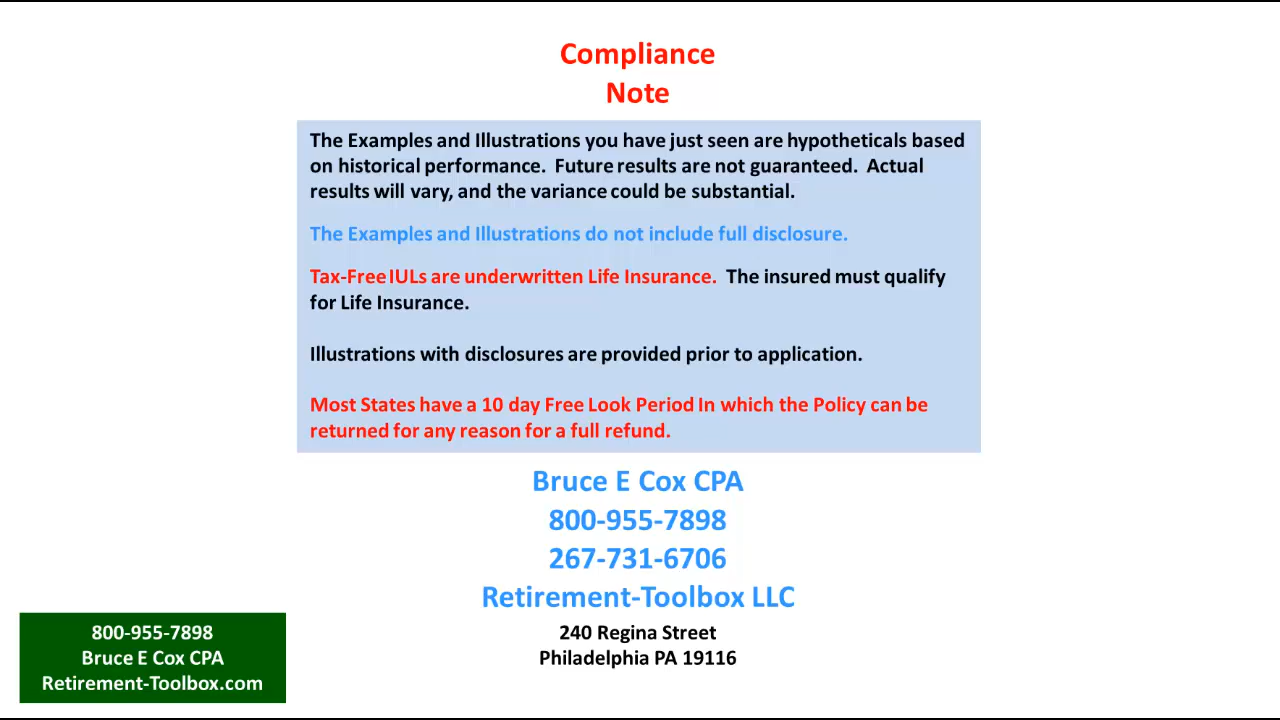 Compliance
Note
The Examples and Illustrations you have just seen are hypotheticals based
on historical performance. Future results are not guaranteed. Actual
results will vary, and the variance could be substantial.
The Examples and Illustrations do not include full disclosure.
Tax-Free IULs are underwritten Life Insurance. The insured must qualify
for Life Insurance.
Illustrations with disclosures are provided prior to application.
Most States have a 10 day Free Look Period In which the Policy can be
returned for any reason for a full refund.
Bruce E Cox CPA
800-955-7898
267-731-6706
Retirement-Toolbox LLC
240 Regina Street
Philadelphia PA 19116
800-955-7898
Bruce E Cox CPA
Retirement-Toolbox.com